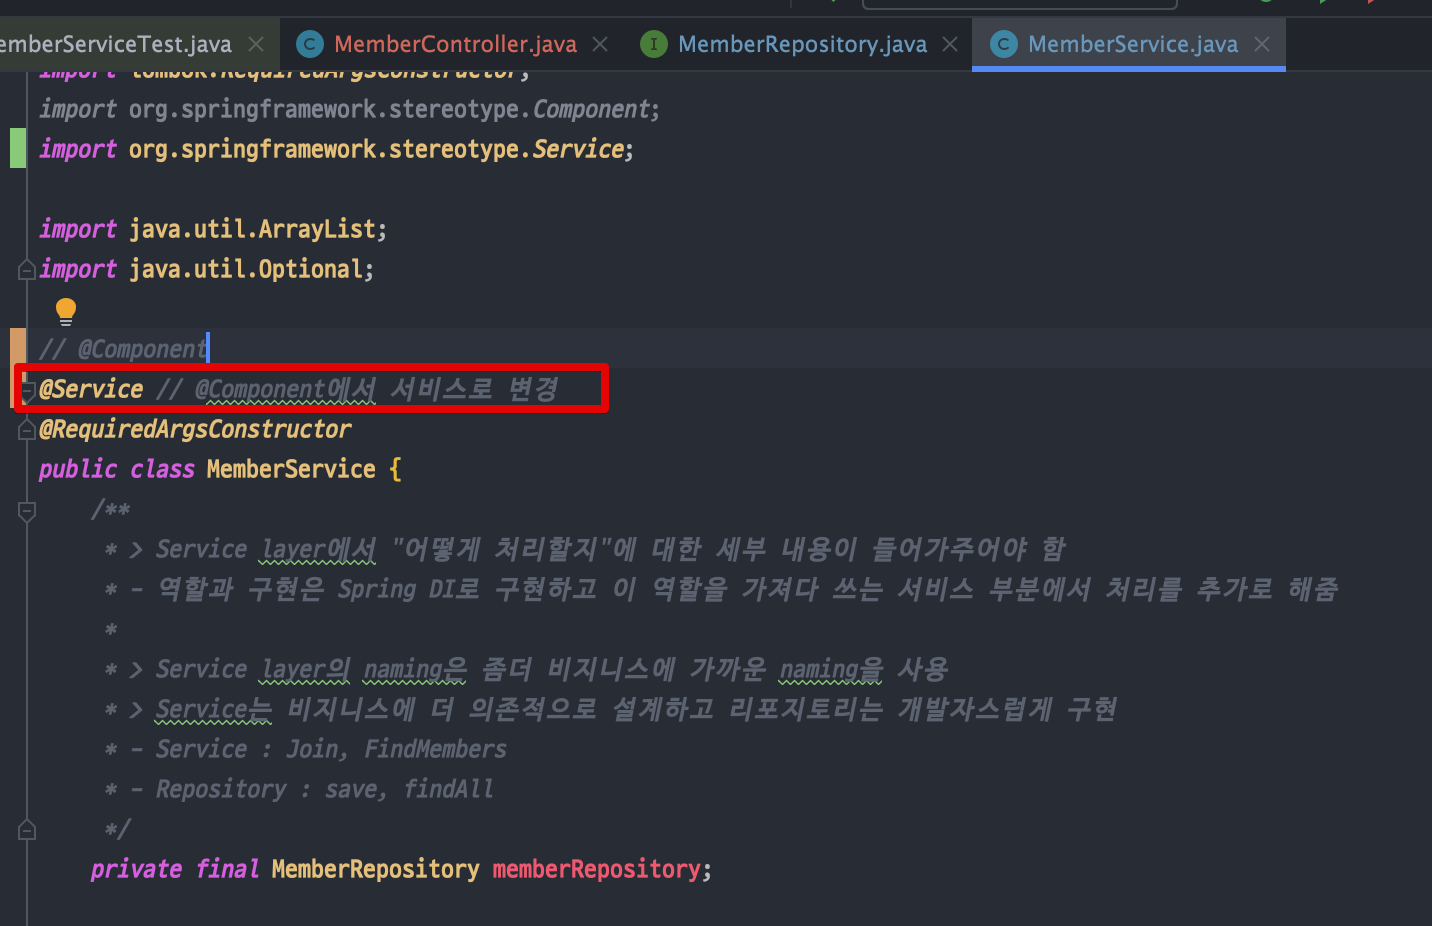 emberServiceTest.java
MemberController.java
MemberRepository.java
MemberService.java
import lombok.RequiredArgsConstructor;
import org.springframework.stereotype.Component;
import org.springframework.stereotype.Service;
import java.util.ArrayList;
import java.util.Optional;
// @Component
@Service // @Component에서 서비스로 변경
@RequiredArgsConstructor
public class MemberService {
/**
* > Service layer에서 "어떻게 처리할지"에 대한 세부 내용이 들어가주어야 함
* - 역할과 구현은 Spring DI로 구현하고 이 역할을 가져다 쓰는 서비스 부분에서 처리를 추가로 해줌
*
* > Service layer의 naming은 좀더 비지니스에 가까운 naming을 사용
* > Service는 비지니스에 더 의존적으로 설계하고 리포지토리는 개발자스럽게 구현
* - Service : Join, FindMembers
* - Repository : save, findAll
*/
private final MemberRepository memberRepository;